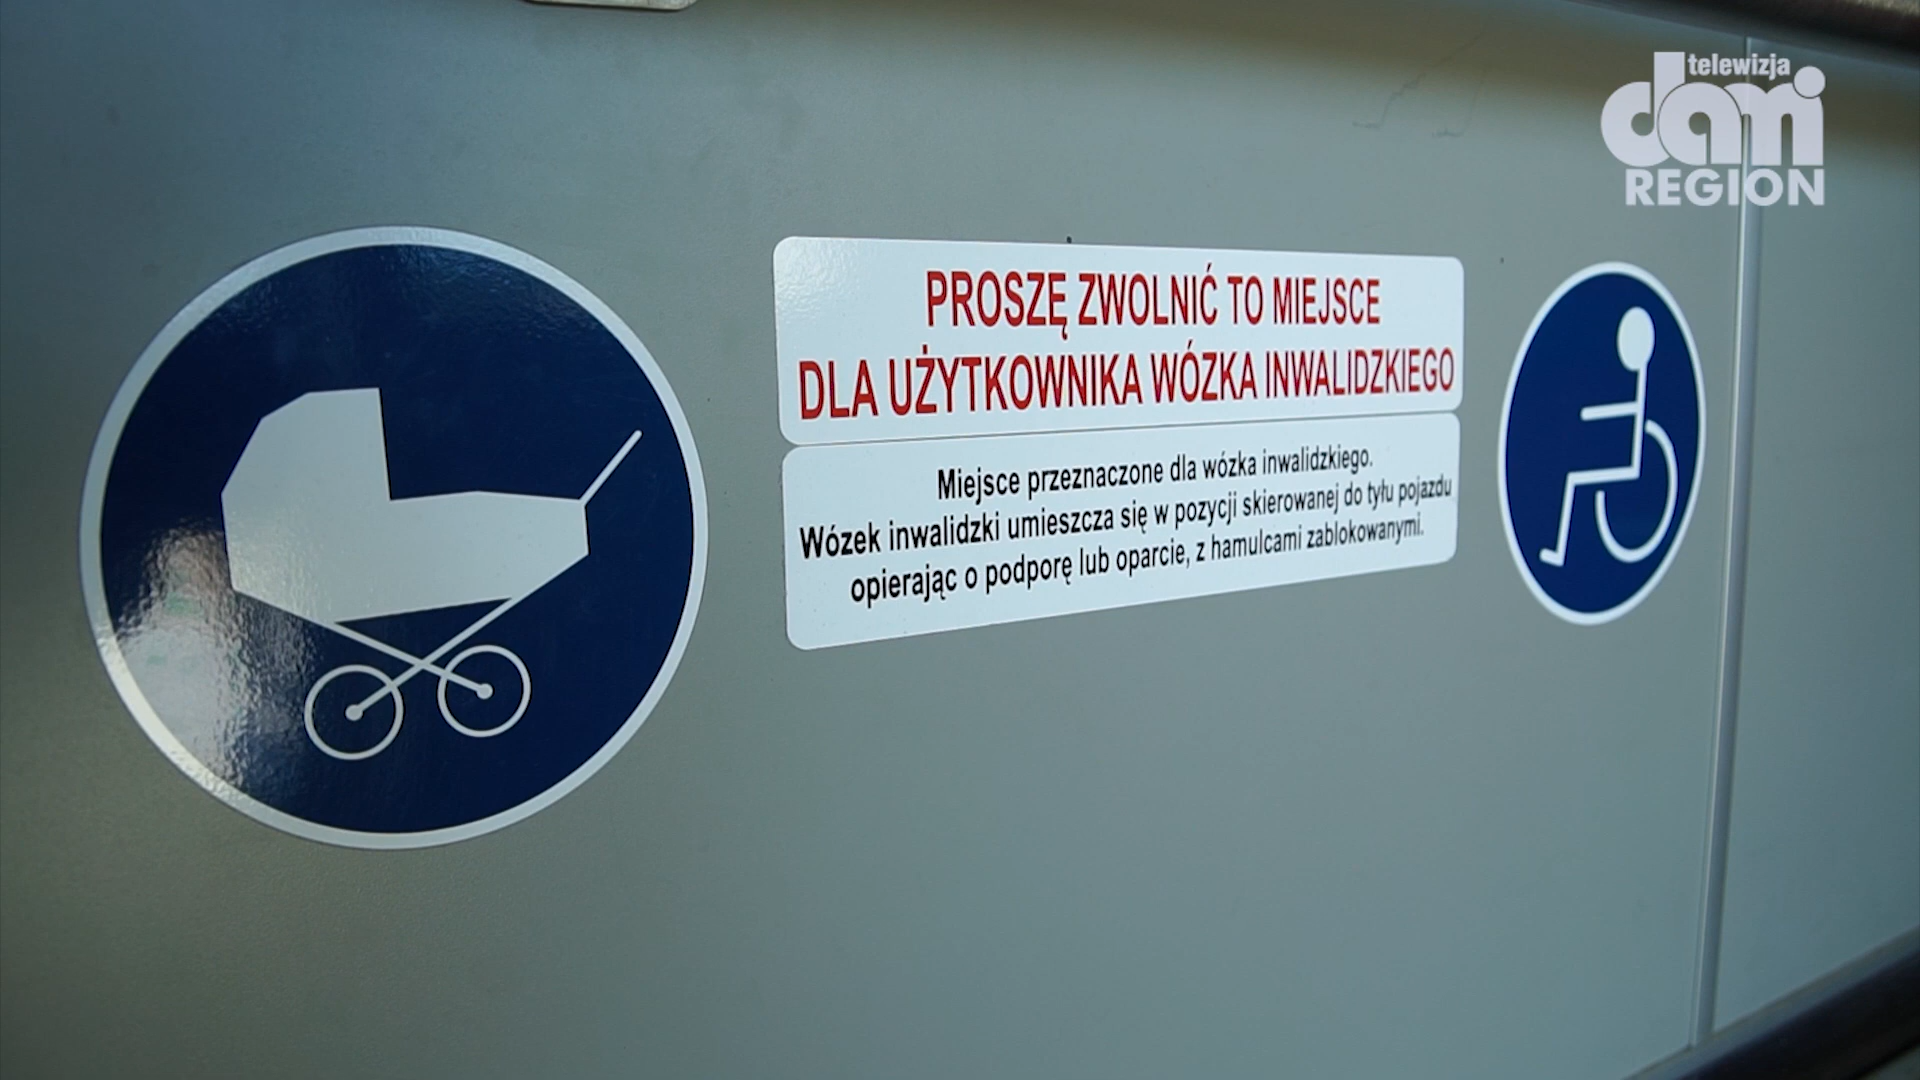 telewizja
dami
REGION
PROSZĘ ZWOLNIĆ TO MIEJSCE
DLA UŻYTKOWNIKA WÓZKA INWALIDZKIEGO
Miejsce przeznaczone dla wózka inwalidzkiego.
Wózek inwalidzki umieszcza się w pozycji skierowanej do tyłu pojazdu
opierając o podporę lub oparcie, z hamulcami zablokowanymi.